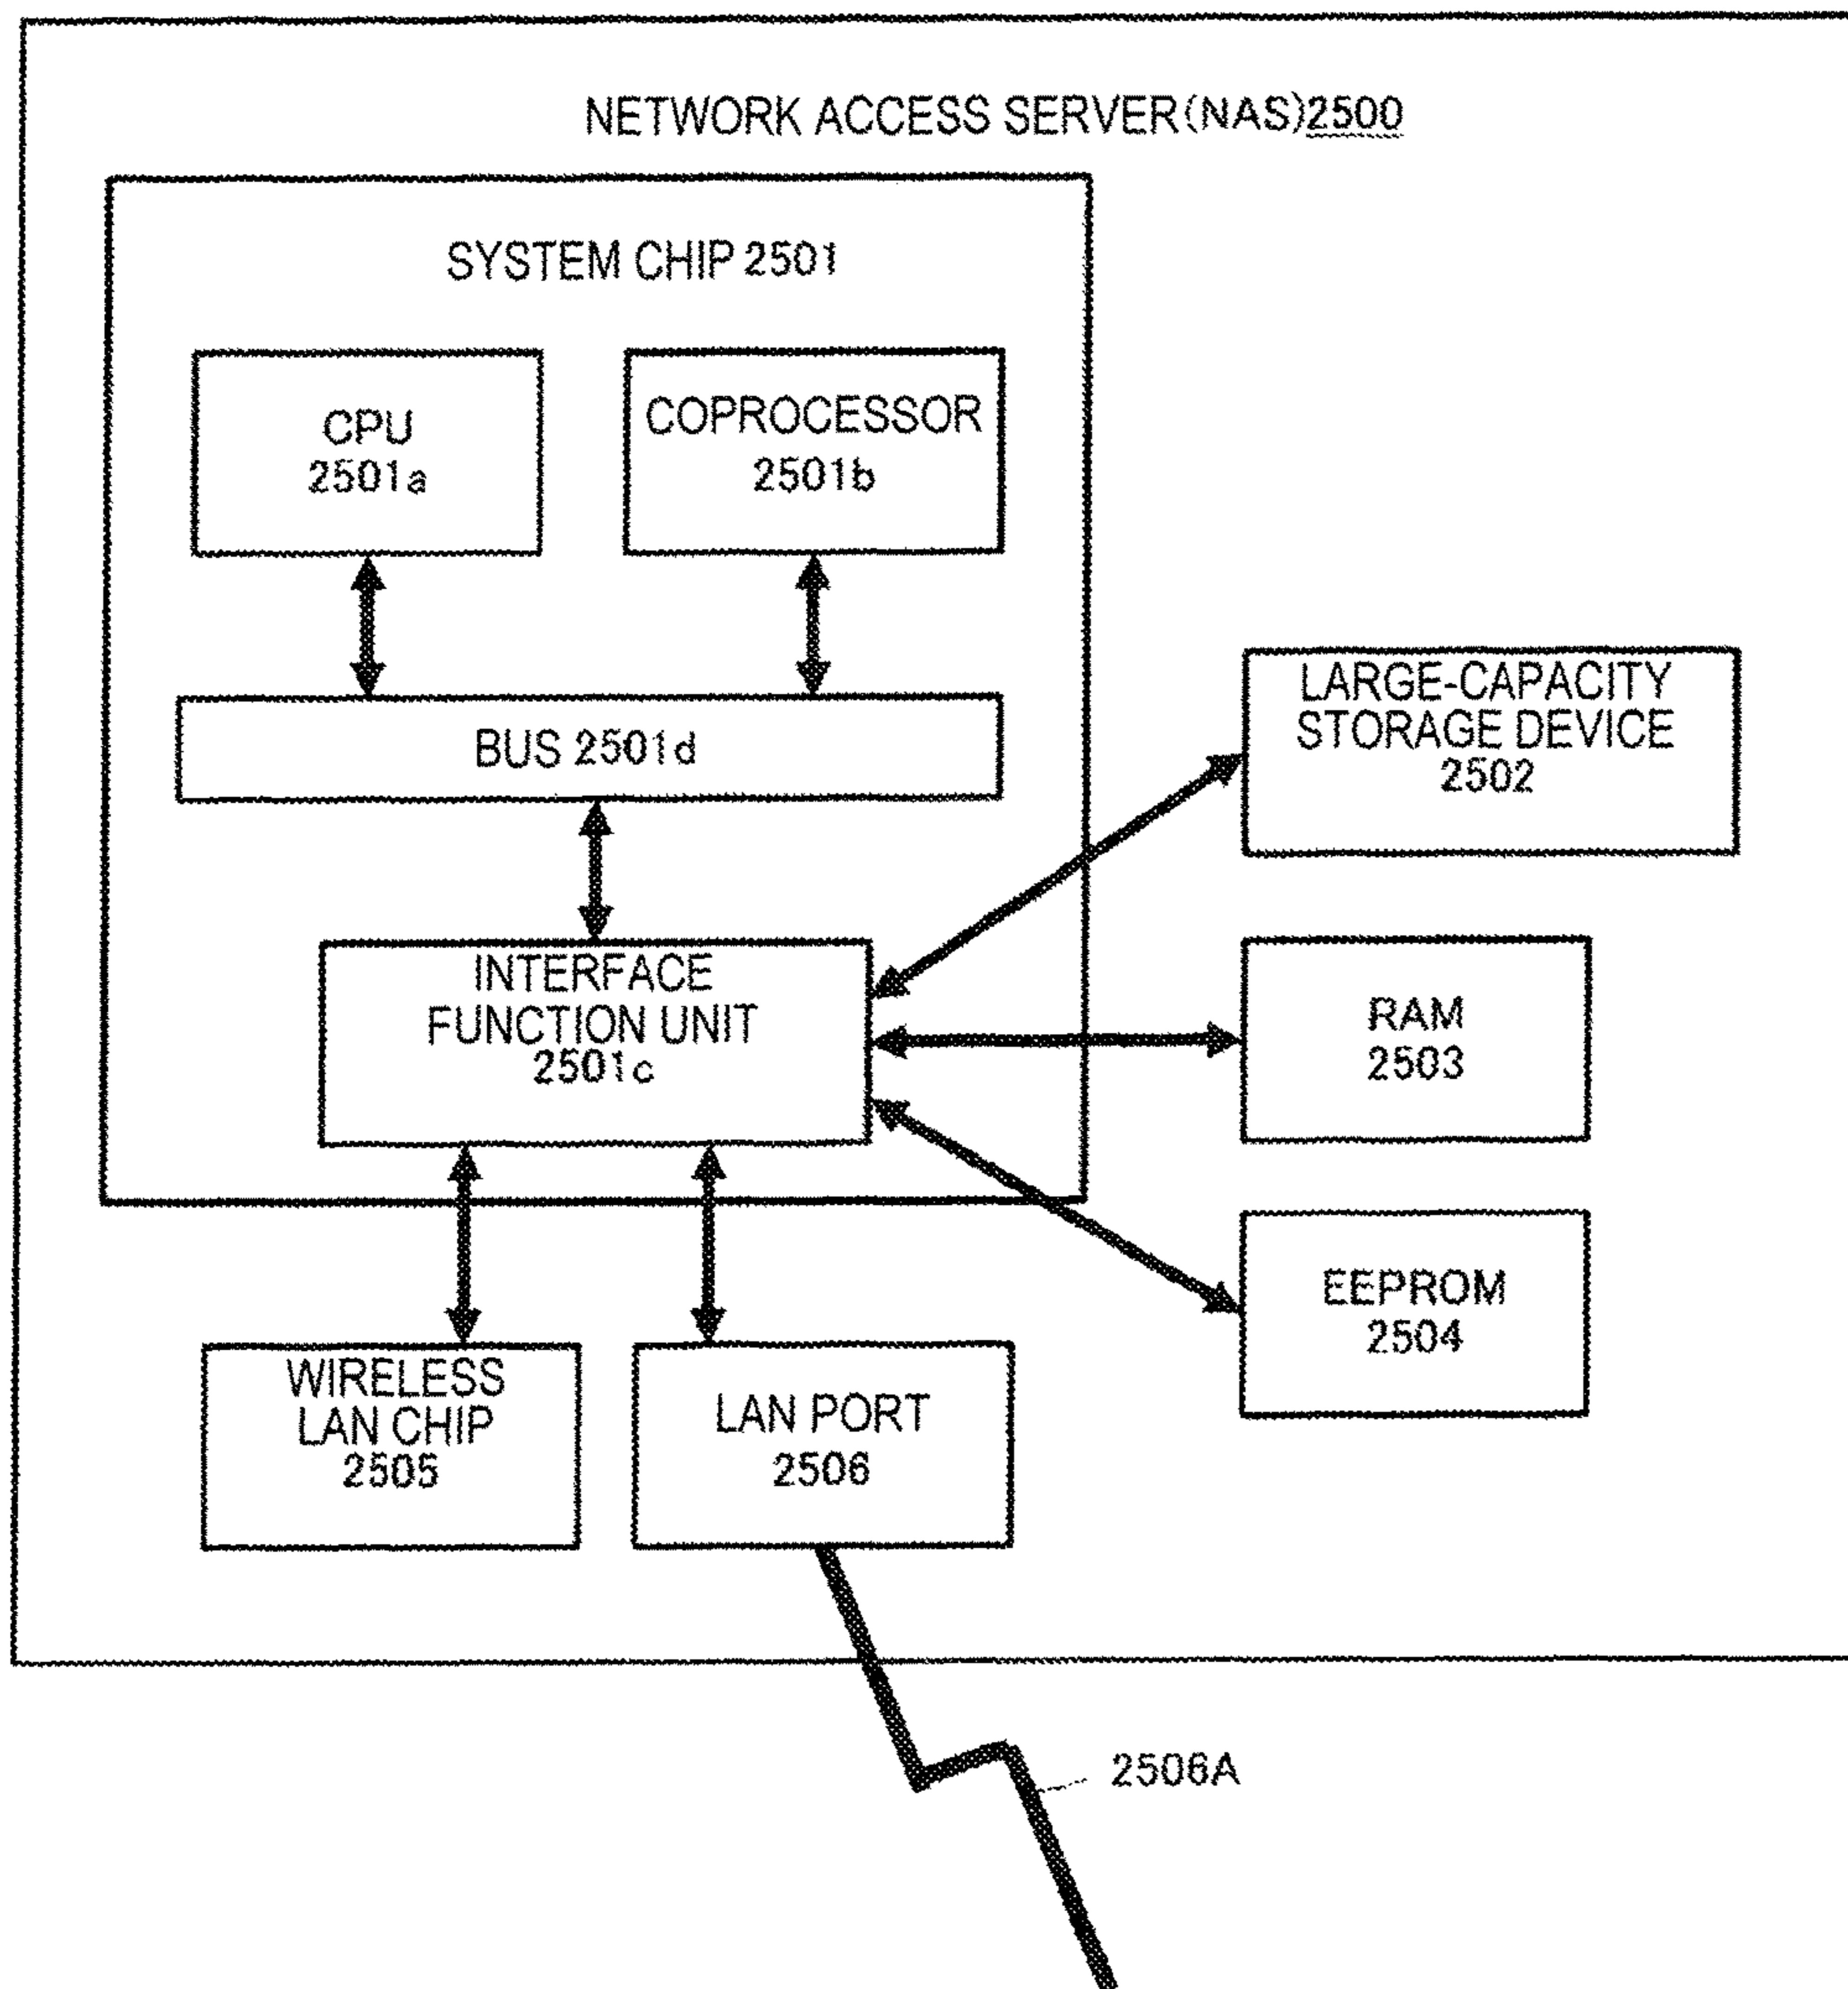 NETWORK ACCESS SERVER(NAS)2500
SYSTEM CHIP 2501
CPU
2501a
COPROCESSOR
2501b
BUS 2501d
INTERFACE
FUNCTION UNIT
2501c
LARGE-CAPACITY
STORAGE DEVICE
2502
RAM
2503
EEPROM
2504
WIRELESS
LAN CHIP
2505
LAN PORT
2506
2506A